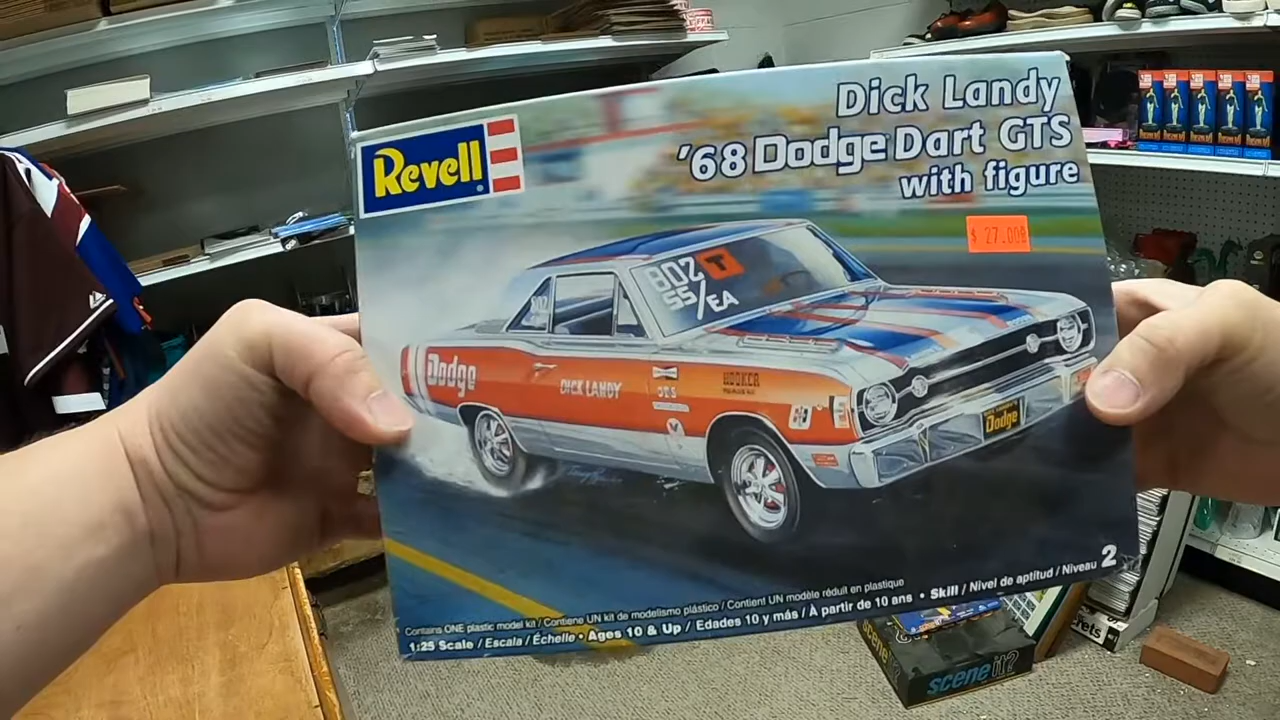 Revell
Dick Landy
'68 Dodge Dart GTS
with figure
$ 27.00
802 T
SS/EA
Dodge
DICK LANDY
HOOKER
Dodge
Contains ONE plastic model kit / Contiene UN kit de modelismo plástico / Contient UN modèle réduit en plastique
1:25 Scale / Escala / Échelle • Ages 10 & Up / Edades 10 y más / À partir de 10 ans • Skill / Nivel de aptitud / Niveau 2
scene it?
scene it?